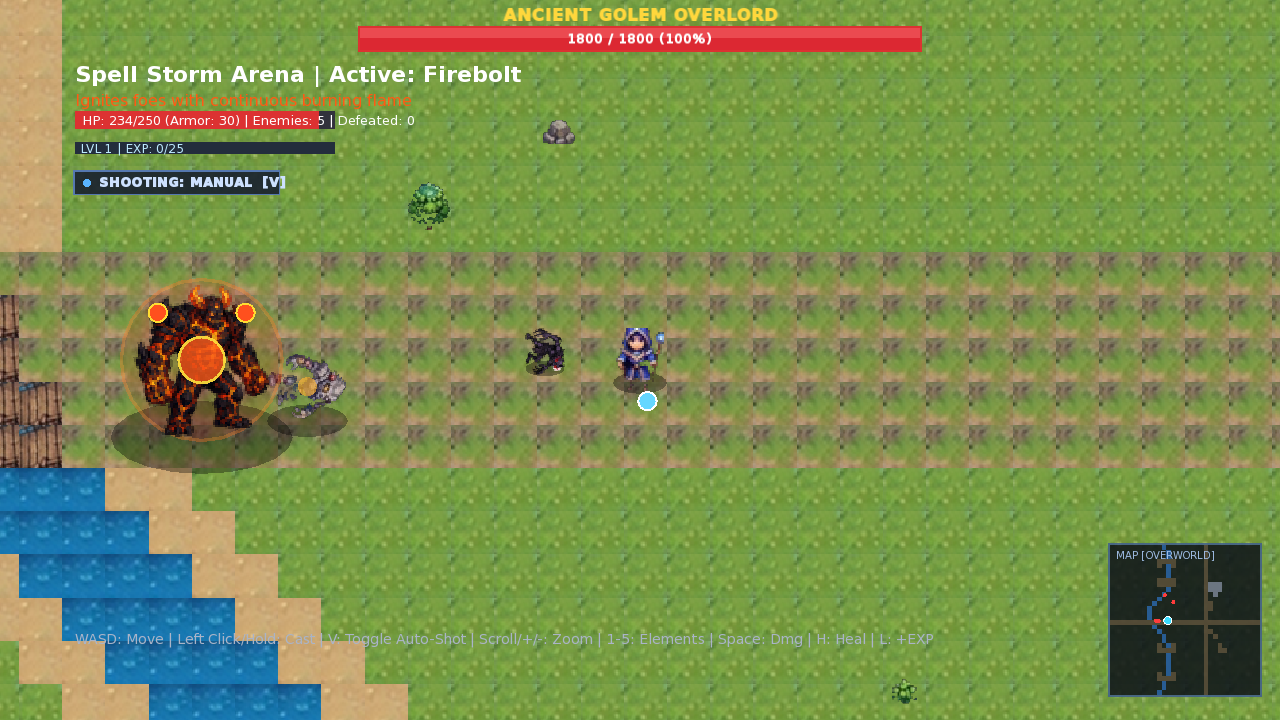 ANCIENT GOLEM OVERLORD
1800 / 1800 (100%)
Spell Storm Arena | Active: Firebolt
Ignites foes with continuous burning flame
HP: 234/250 (Armor: 30) | Enemies: 5 | Defeated: 0
LVL 1 | EXP: 0/25
SHOOTING: MANUAL [V]
MAP [OVERWORLD]
WASD: Move | Left Click/Hold: Cast | V: Toggle Auto-Shot | Scroll/+/-: Zoom | 1-5: Elements | Space: Dmg | H: Heal | L: +EXP